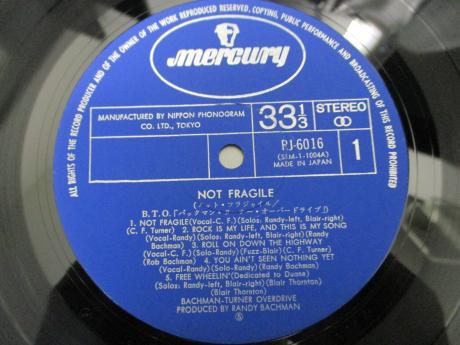 ALL RIGHTS OF THE RECORD PRODUCER AND OF THE OWNER OF THE WORK REPRODUCED RESERVED. COPYING, PUBLIC PERFORMANCE AND BROADCASTING OF THIS RECORD PROHIBITED.
mercury
MANUFACTURED BY NIPPON PHONOGRAM
CO. LTD., TOKYO
33 1/3
STEREO
PJ-6016
(SLM-1-1004A)
MADE IN JAPAN
1
NOT FRAGILE
(ノット・フラジャイル/
B.T.O.「バックマン・ターナー・オーバードライブ」)
1. NOT FRAGILE(Vocal-C. F.)(Solos: Randy-left, Blair-right)
(C. F. Turner) 2. ROCK IS MY LIFE, AND THIS IS MY SONG
(Vocal-Randy)(Solos: Randy-left, Blair-right)(Randy
Bachman) 3. ROLL ON DOWN THE HIGHWAY
(Vocal-C. F.)(Solo-Randy)(Fuzz-Blair)(C. F. Turner)
(Rob Bachman) 4. YOU AIN'T SEEN NOTHING YET
(Vocal-Randy)(Solo-Randy)(Randy Bachman)
5. FREE WHEELIN'(Dedicated to Duane)
(Solos: Randy-left, Blair-right)(Blair Thornton)
(Blair Thornton)
BACHMAN-TURNER OVERDRIVE
PRODUCED BY RANDY BACHMAN